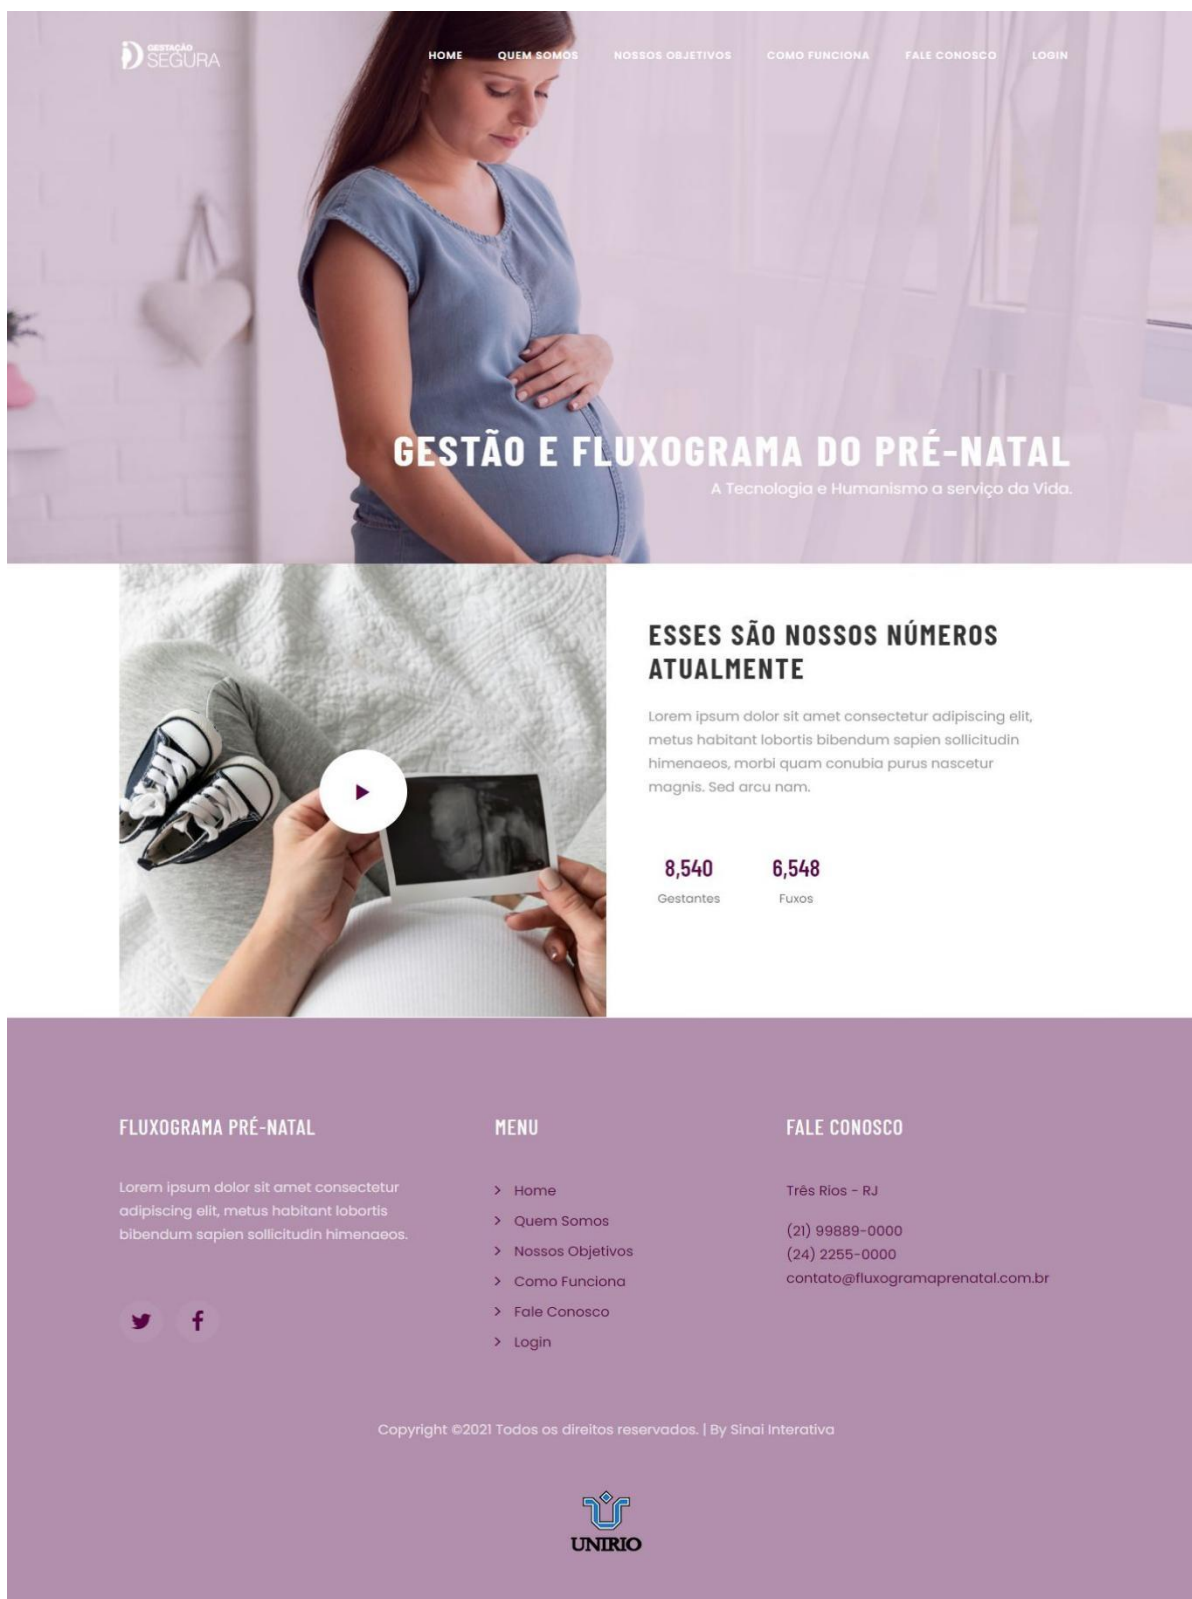 GESTAÇÃO
SEGURA
HOME QUEM SOMOS NOSSOS OBJETIVOS COMO FUNCIONA FALE CONOSCO LOGIN
GESTÃO E FLUXOGRAMA DO PRÉ-NATAL
A Tecnologia e Humanismo a serviço da Vida.
ESSES SÃO NOSSOS NÚMEROS
ATUALMENTE
Lorem ipsum dolor sit amet consectetur adipiscing elit,
metus habitant lobortis bibendum sapien sollicitudin
himenaeos, morbi quam conubia purus nascetur
magnis. Sed arcu nam.
8,540 6,548
Gestantes Fuxos
FLUXOGRAMA PRÉ-NATAL
Lorem ipsum dolor sit amet consectetur
adipiscing elit, metus habitant lobortis
bibendum sapien sollicitudin himenaeos.
MENU
Home
Quem Somos
Nossos Objetivos
Como Funciona
Fale Conosco
Login
FALE CONOSCO
Três Rios - RJ
(21) 99889-0000
(24) 2255-0000
contato@fluxogramaprenatal.com.br
Copyright ©2021 Todos os direitos reservados. | By Sinai Interativa
UNIRIO